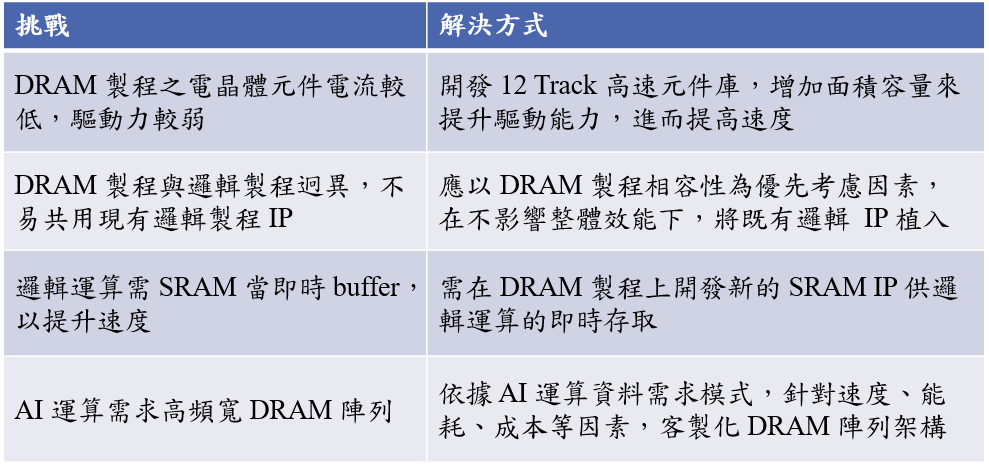 挑戰
解決方式
DRAM 製程之電晶體元件電流較
低，驅動力較弱
開發 12 Track 高速元件庫，增加面積容量來
提升驅動能力，進而提高速度
DRAM 製程與邏輯製程迥異，不
易共用現有邏輯製程 IP
應以 DRAM 製程相容性為優先考慮因素，
在不影響整體效能下，將既有邏輯 IP 植入
邏輯運算需 SRAM 當即時 buffer，
以提升速度
需在 DRAM 製程上開發新的 SRAM IP 供邏
輯運算的即時存取
AI 運算需求高頻寬 DRAM 陣列
依據 AI 運算資料需求模式，針對速度、能
耗、成本等因素，客製化 DRAM 陣列架構